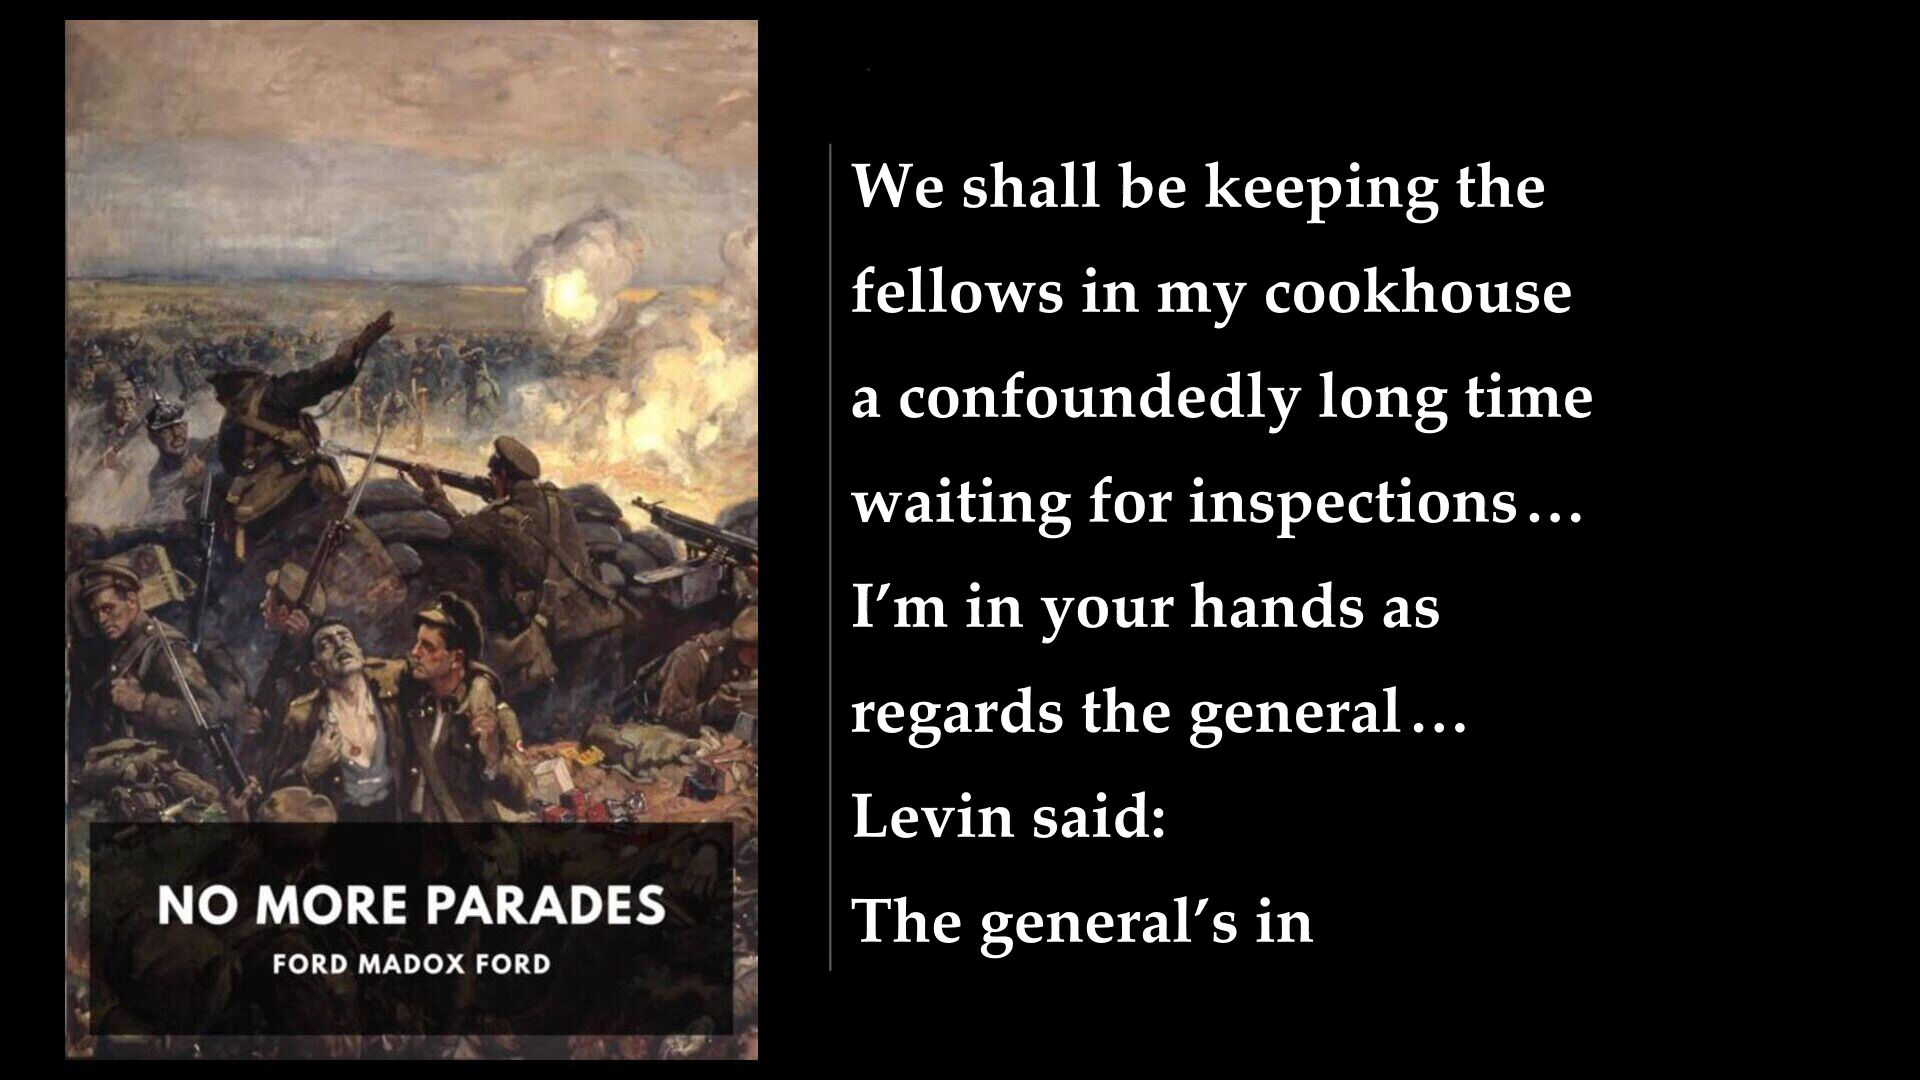 NO MORE PARADES
FORD MADOX FORD
We shall be keeping the
fellows in my cookhouse
a confoundedly long time
waiting for inspections…
I’m in your hands as
regards the general…
Levin said:
The general’s in